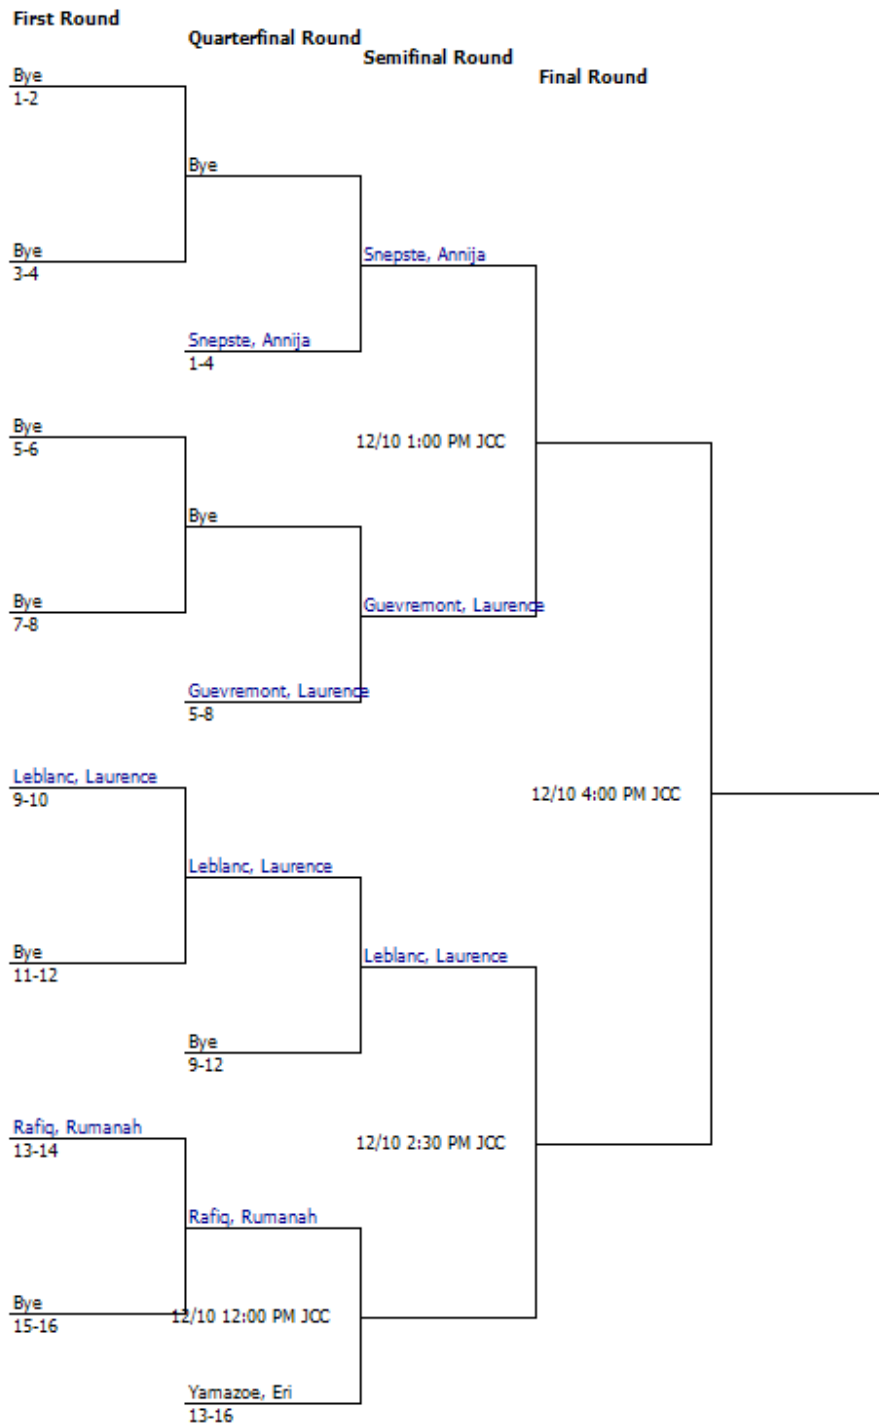 First Round
Quarterfinal Round
Semifinal Round
Final Round
Bye
1-2
Bye
Bye
3-4
Snepste, Annija
Snepste, Annija
1-4
Bye
5-6
12/10 1:00 PM JCC
Bye
Bye
7-8
Guevremont, Laurence
Guevremont, Laurence
5-8
Leblanc, Laurence
9-10
12/10 4:00 PM JCC
Leblanc, Laurence
Bye
11-12
Leblanc, Laurence
Bye
9-12
Rafiq, Rumanah
13-14
12/10 2:30 PM JCC
Rafiq, Rumanah
Bye
15-16
12/10 12:00 PM JCC
Yamazoe, Eri
13-16